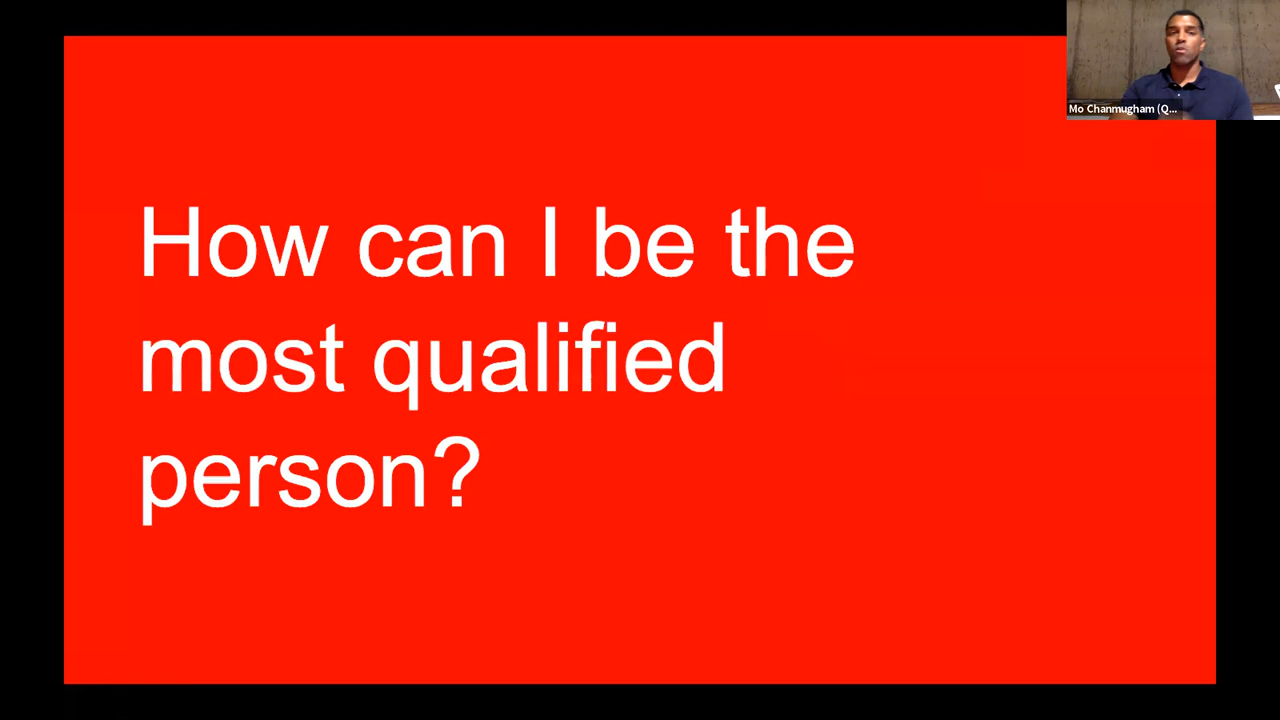 Mo Chanmugham (Q...
How can I be the
most qualified
person?